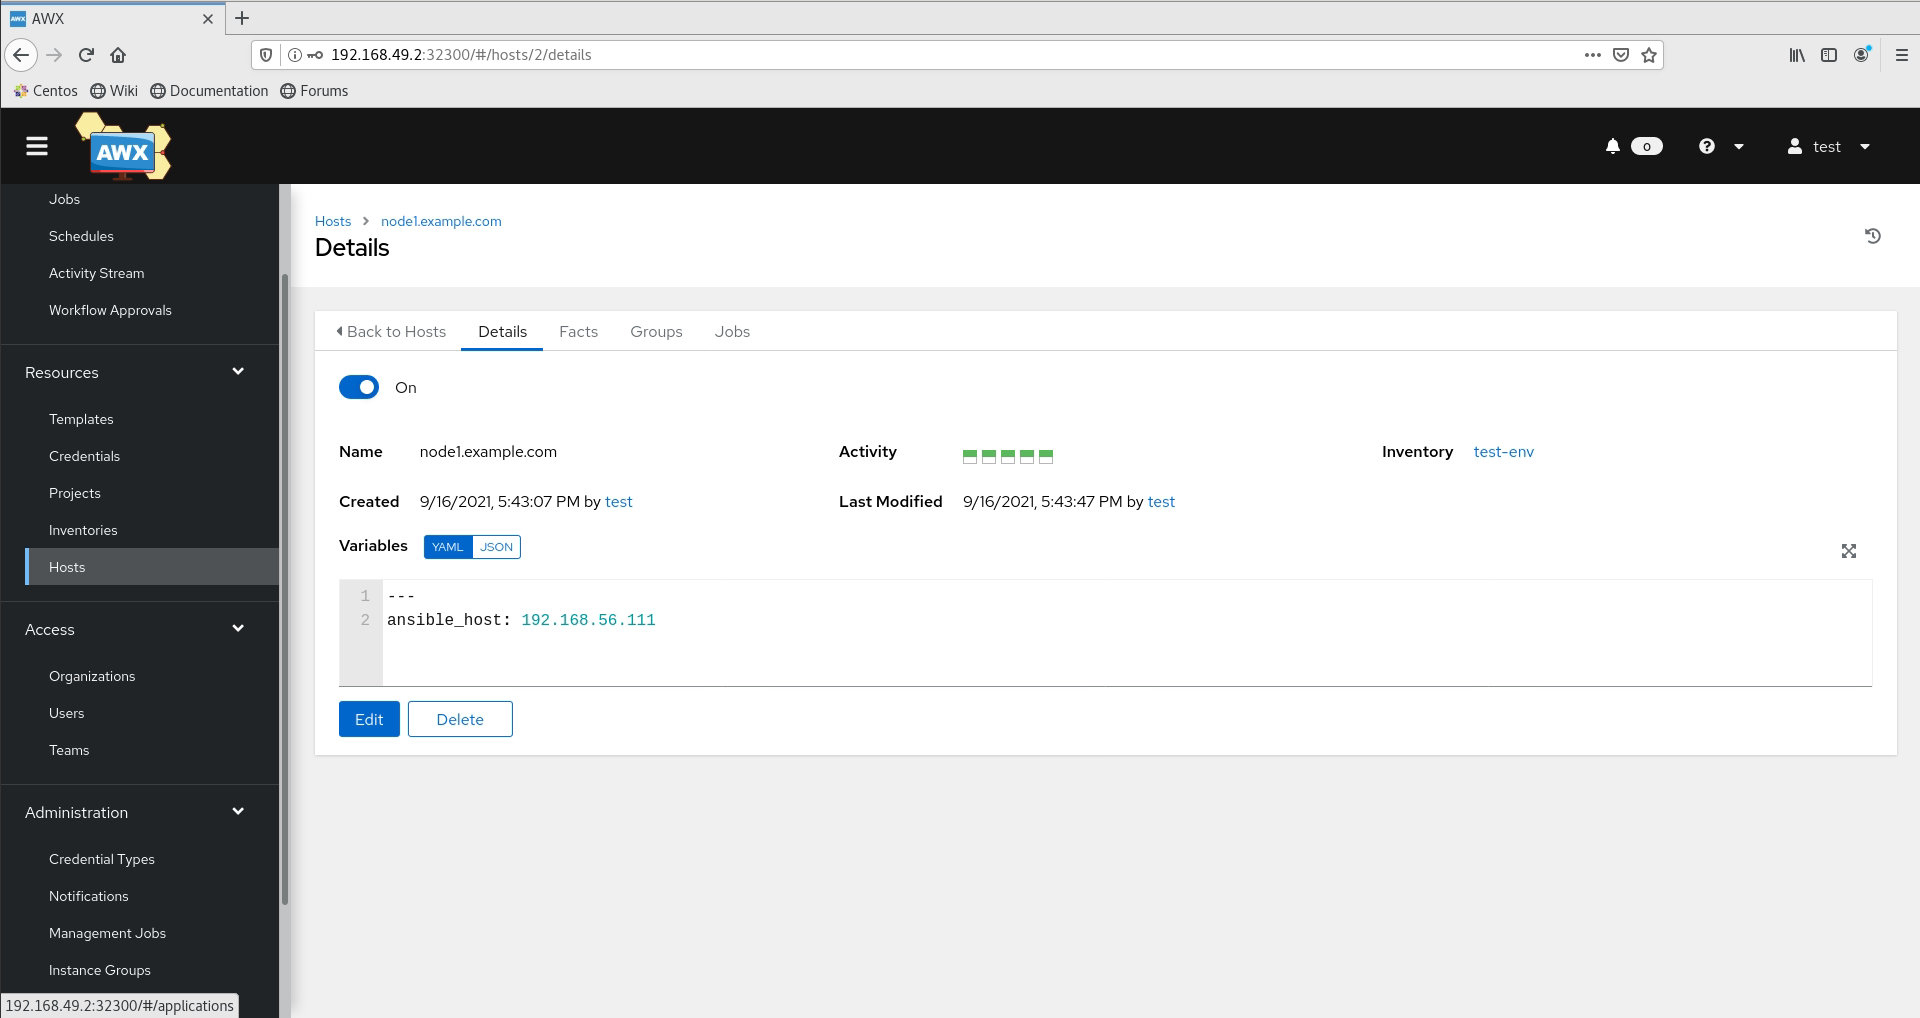 AWX
192.168.49.2:32300/#/hosts/2/details
Centos Wiki Documentation Forums
AWX
0
test
Jobs
Schedules
Activity Stream
Workflow Approvals
Resources
Templates
Credentials
Projects
Inventories
Hosts
Access
Organizations
Users
Teams
Administration
Credential Types
Notifications
Management Jobs
Instance Groups
192.168.49.2:32300/#/applications
Hosts node1.example.com
Details
Back to Hosts Details Facts Groups Jobs
On
Name node1.example.com Activity Inventory test-env
Created 9/16/2021, 5:43:07 PM by test Last Modified 9/16/2021, 5:43:47 PM by test
Variables YAML JSON
1 ---
2 ansible_host: 192.168.56.111
Edit Delete